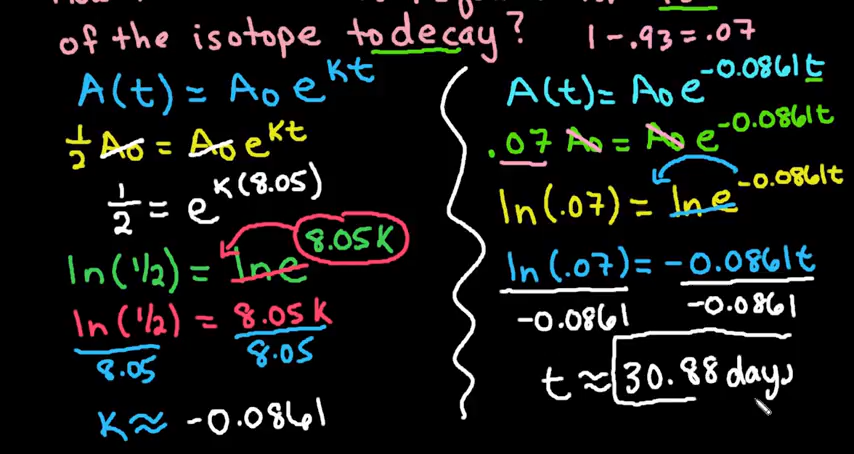 of the isotope to decay? 1 - .93 = .07
A(t) = A₀ e^{Kt}
½ A₀ = A₀ e^{Kt}
½ = e^{K(8.05)}
ln(½) = ln e 8.05K
ln(½) = 8.05K
8.05 8.05
K ≈ -0.0861
A(t) = A₀ e^{-0.0861t}
.07 A₀ = A₀ e^{-0.0861t}
ln(.07) = ln e^{-0.0861t}
ln(.07) = -0.0861t
-0.0861 -0.0861
t ≈ 30.88 days